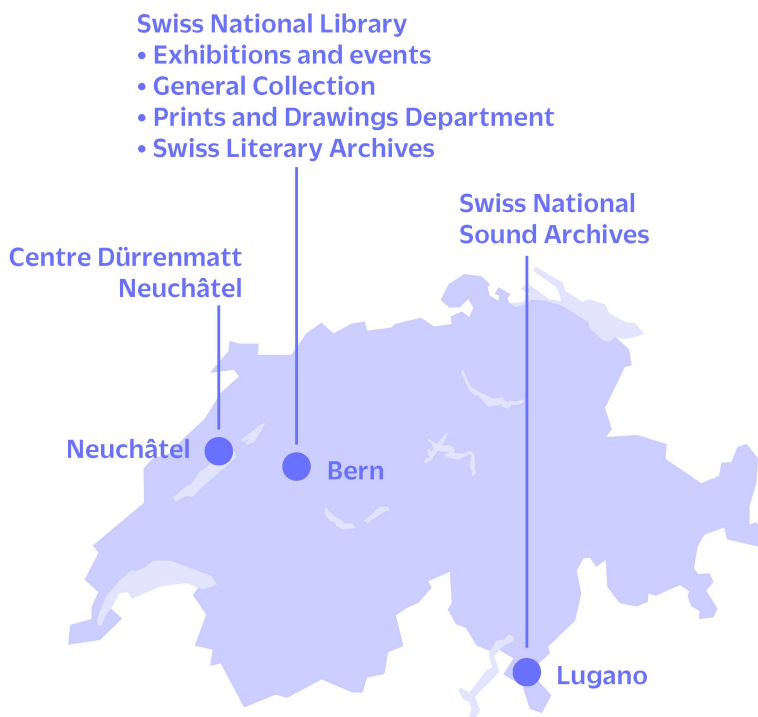 Swiss National Library
• Exhibitions and events
• General Collection
• Prints and Drawings Department
• Swiss Literary Archives
Swiss National
Sound Archives
Centre Dürrenmatt
Neuchâtel
Neuchâtel
Bern
Lugano